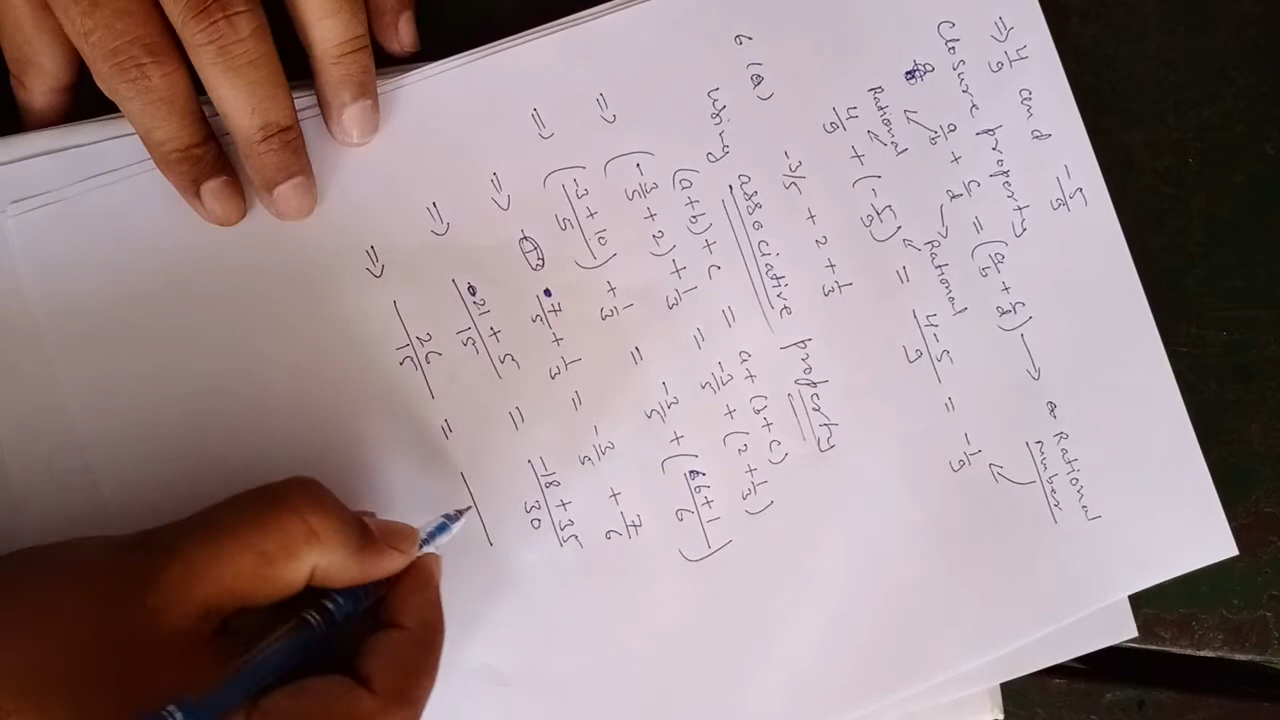 ⇒ 4/9 and -5/9
Closure property
a/b + c/d = (a/b + c/d) → Rational number
Rational Rational
4/9 + (-5/9) = 4-5/9 = -1/9
6 (a) -3/5 + 2 + 1/3
using associative property
(a+b)+c = a+(b+c)
⇒ (-3/5 + 2) + 1/3 = -3/5 + (2 + 1/3)
⇒ (-3+10/5) + 1/3 = -3/5 + (6+1/6)
⇒ 7/5 + 1/3 = -3/5 + 7/6
⇒ 21+5/15 = -18+35/30
⇒ 26/15 =